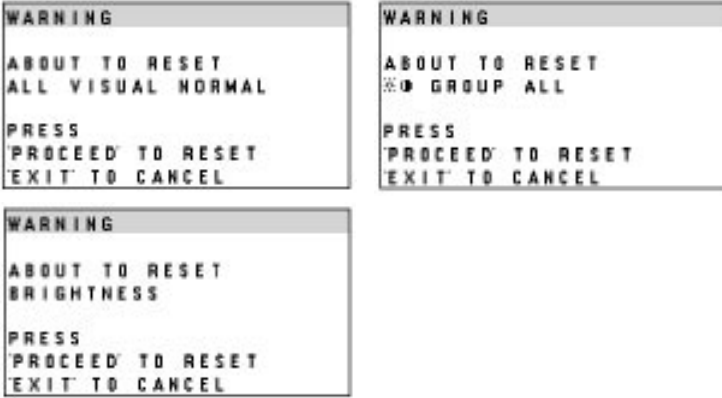 WARNING
ABOUT TO RESET
ALL VISUAL NORMAL
PRESS
'PROCEED' TO RESET
'EXIT' TO CANCEL
WARNING
ABOUT TO RESET
GROUP ALL
PRESS
'PROCEED' TO RESET
'EXIT' TO CANCEL
WARNING
ABOUT TO RESET
BRIGHTNESS
PRESS
'PROCEED' TO RESET
'EXIT' TO CANCEL